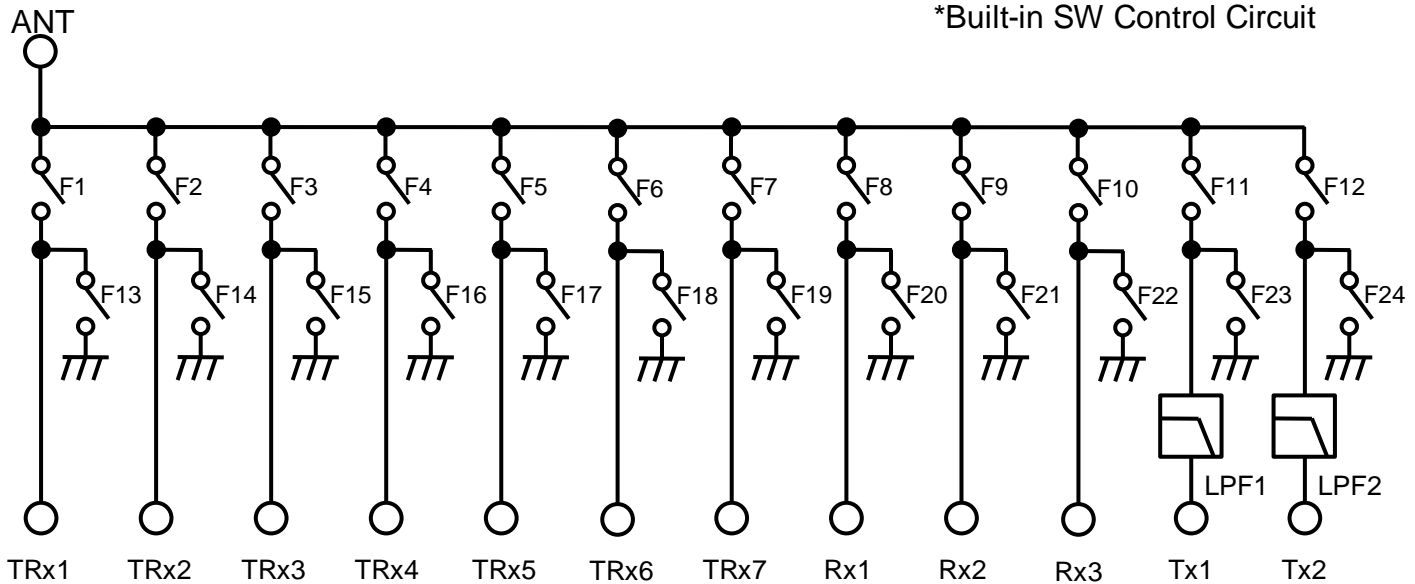 *Built-in SW Control Circuit
ANT
F1 F2 F3 F4 F5 F6 F7 F8 F9 F10 F11 F12
F13 F14 F15 F16 F17 F18 F19 F20 F21 F22 F23 F24
LPF1 LPF2
TRx1 TRx2 TRx3 TRx4 TRx5 TRx6 TRx7 Rx1 Rx2 Rx3 Tx1 Tx2